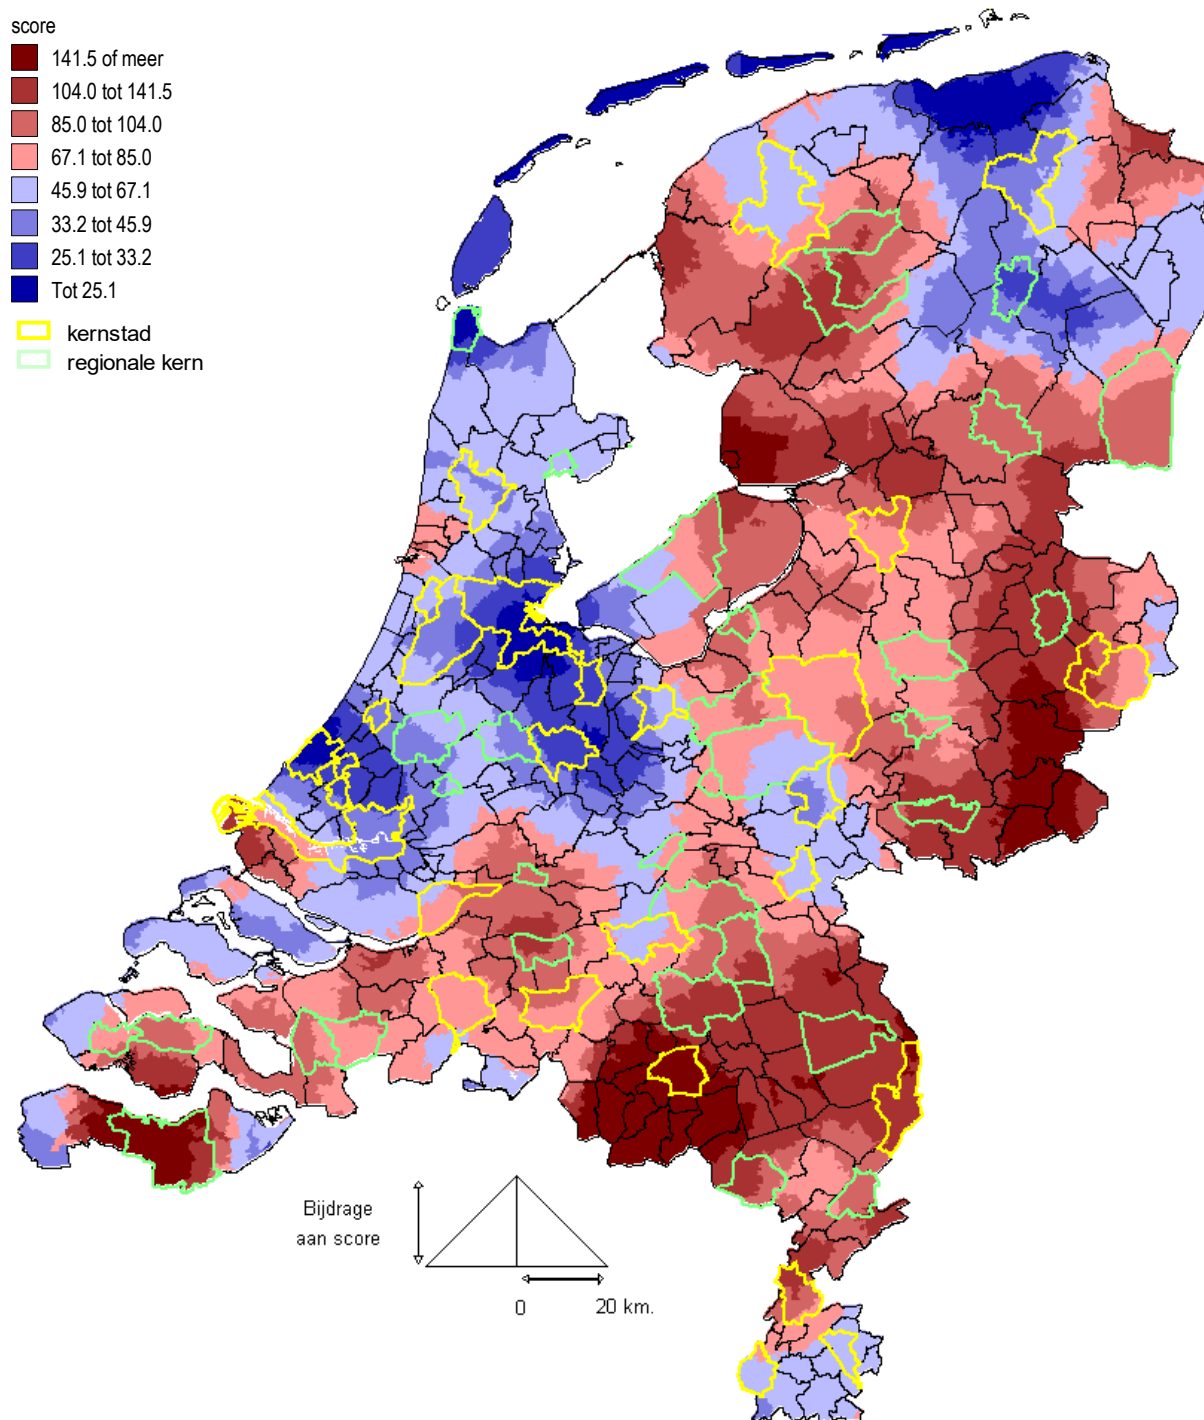 score
141.5 of meer
104.0 tot 141.5
85.0 tot 104.0
67.1 tot 85.0
45.9 tot 67.1
33.2 tot 45.9
25.1 tot 33.2
Tot 25.1
kernstad
regionale kern
Bijdrage
aan score
0 20 km.